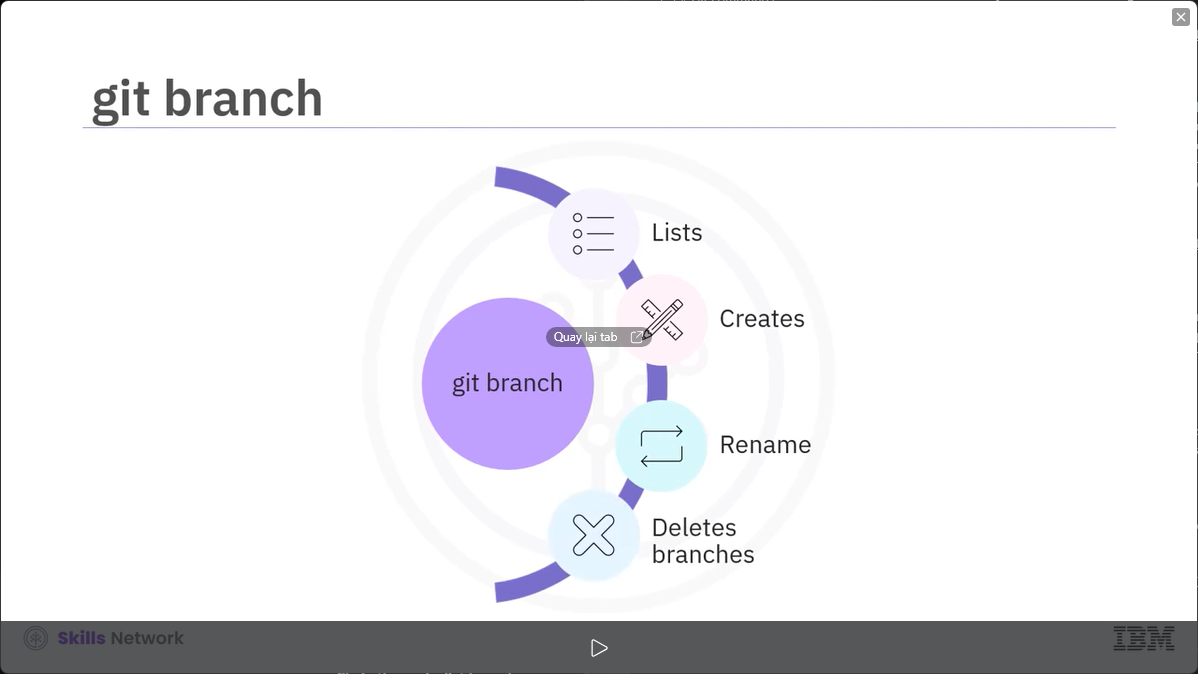 git branch
Lists
Creates
Quay lại tab
git branch
Rename
Deletes
branches
Skills Network
IBM